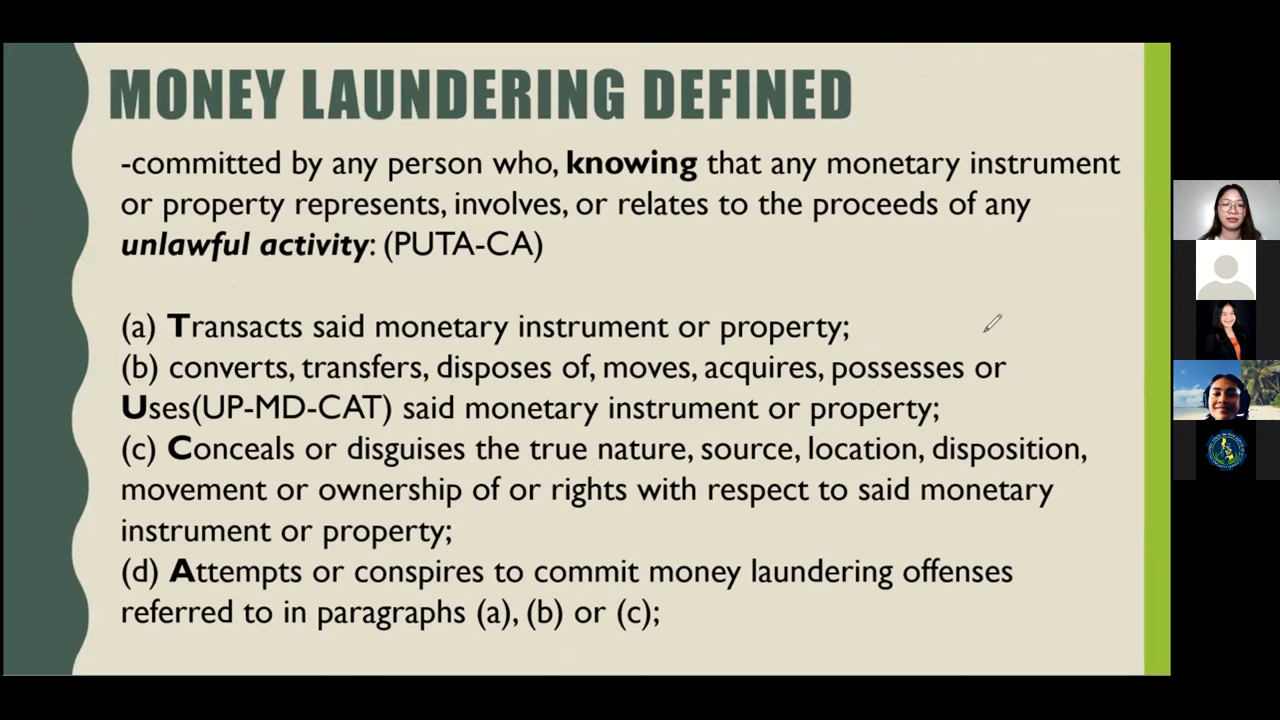 MONEY LAUNDERING DEFINED
-committed by any person who, knowing that any monetary instrument
or property represents, involves, or relates to the proceeds of any
unlawful activity: (PUTA-CA)
(a) Transacts said monetary instrument or property;
(b) converts, transfers, disposes of, moves, acquires, possesses or
Uses(UP-MD-CAT) said monetary instrument or property;
(c) Conceals or disguises the true nature, source, location, disposition,
movement or ownership of or rights with respect to said monetary
instrument or property;
(d) Attempts or conspires to commit money laundering offenses
referred to in paragraphs (a), (b) or (c);